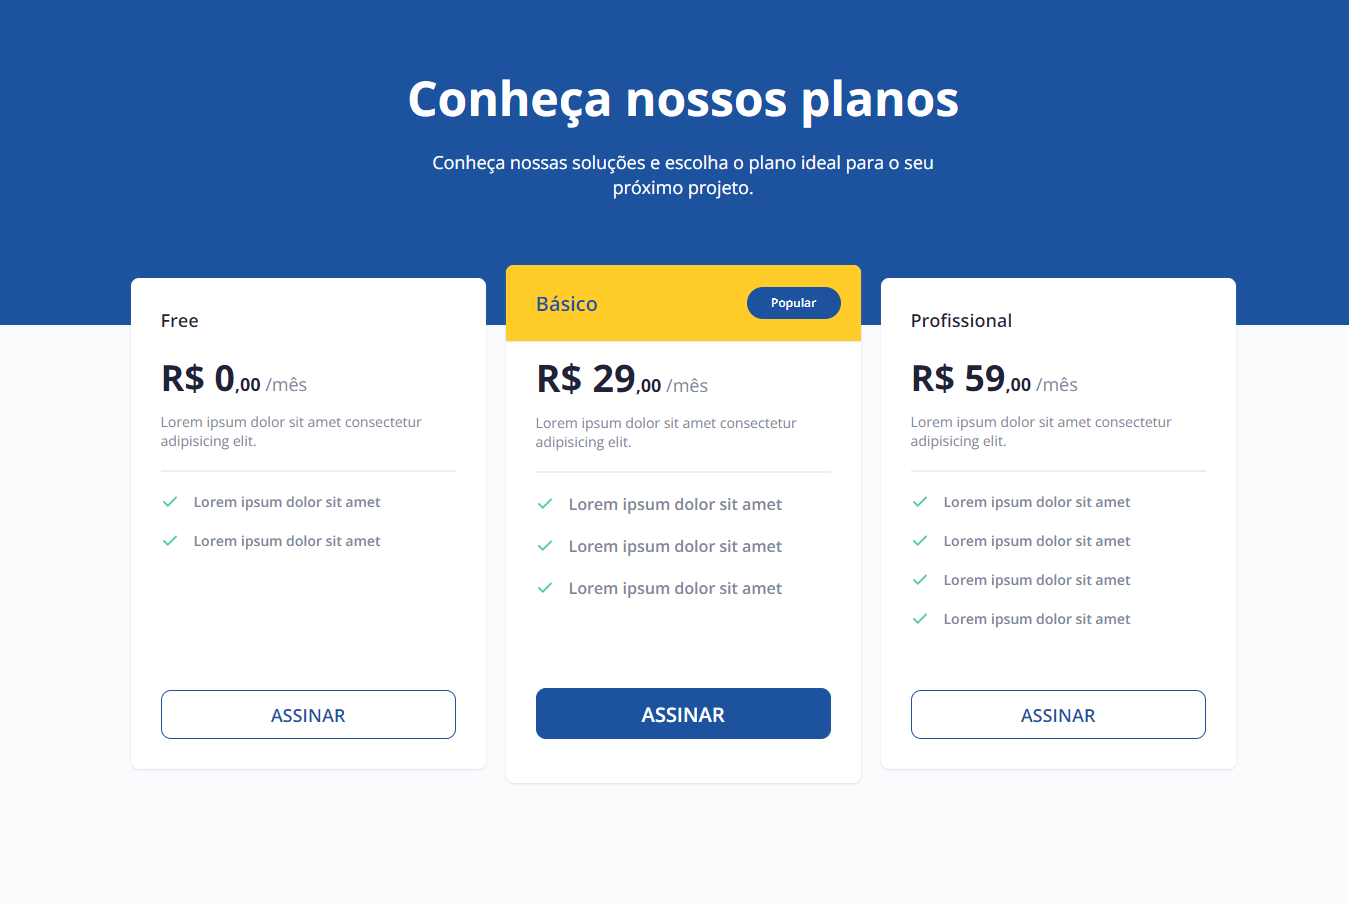 Conheça nossos planos
Conheça nossas soluções e escolha o plano ideal para o seu
próximo projeto.
Free
R$ 0,00 /mês
Lorem ipsum dolor sit amet consectetur
adipisicing elit.
Lorem ipsum dolor sit amet
Lorem ipsum dolor sit amet
ASSINAR
Básico
Popular
R$ 29,00 /mês
Lorem ipsum dolor sit amet consectetur
adipisicing elit.
Lorem ipsum dolor sit amet
Lorem ipsum dolor sit amet
Lorem ipsum dolor sit amet
ASSINAR
Profissional
R$ 59,00 /mês
Lorem ipsum dolor sit amet consectetur
adipisicing elit.
Lorem ipsum dolor sit amet
Lorem ipsum dolor sit amet
Lorem ipsum dolor sit amet
Lorem ipsum dolor sit amet
ASSINAR